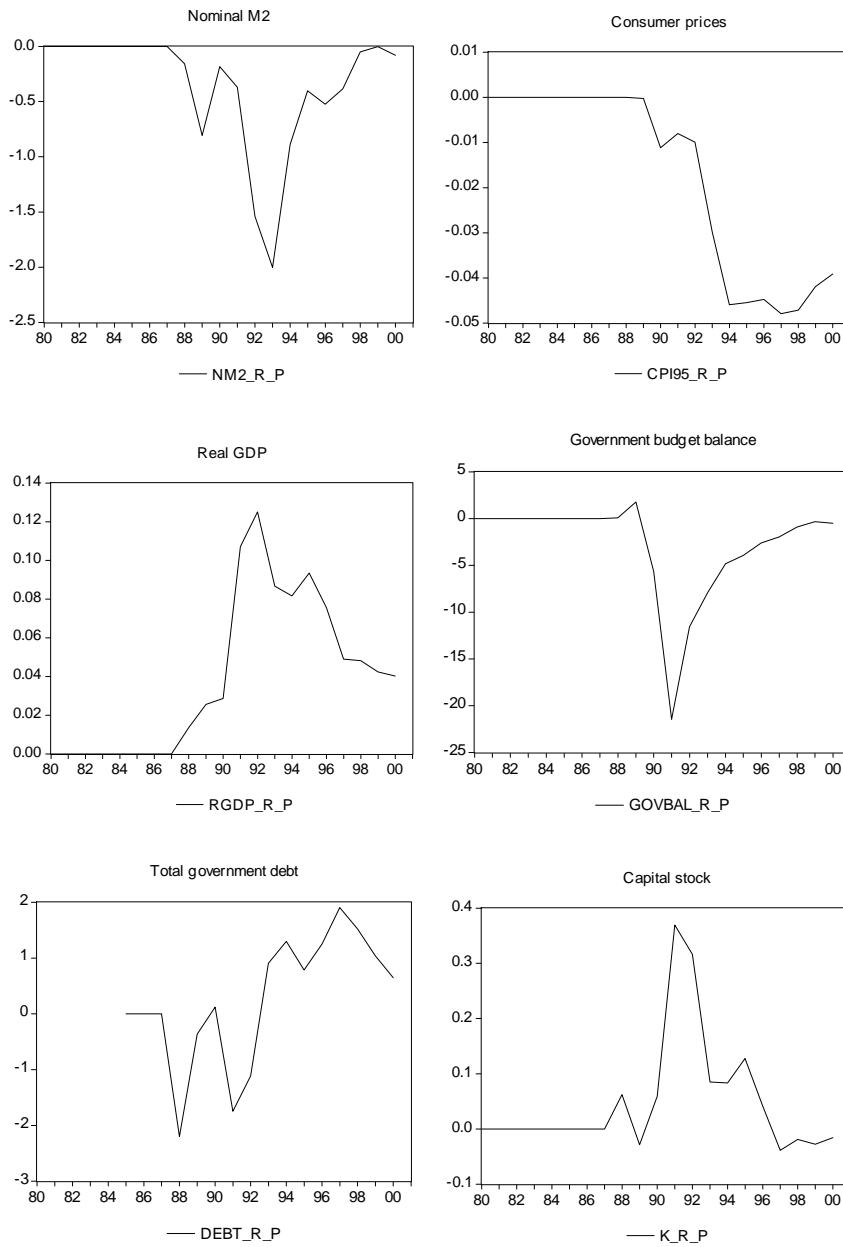 Nominal M2
0.0
-0.5
-1.0
-1.5
-2.0
-2.5
80 82 84 86 88 90 92 94 96 98 00
NM2_R_P
Consumer prices
0.01
0.00
-0.01
-0.02
-0.03
-0.04
-0.05
80 82 84 86 88 90 92 94 96 98 00
CPI95_R_P
Real GDP
0.14
0.12
0.10
0.08
0.06
0.04
0.02
0.00
80 82 84 86 88 90 92 94 96 98 00
RGDP_R_P
Government budget balance
5
0
-5
-10
-15
-20
-25
80 82 84 86 88 90 92 94 96 98 00
GOVBAL_R_P
Total government debt
2
1
0
-1
-2
-3
80 82 84 86 88 90 92 94 96 98 00
DEBT_R_P
Capital stock
0.4
0.3
0.2
0.1
0.0
-0.1
80 82 84 86 88 90 92 94 96 98 00
K_R_P